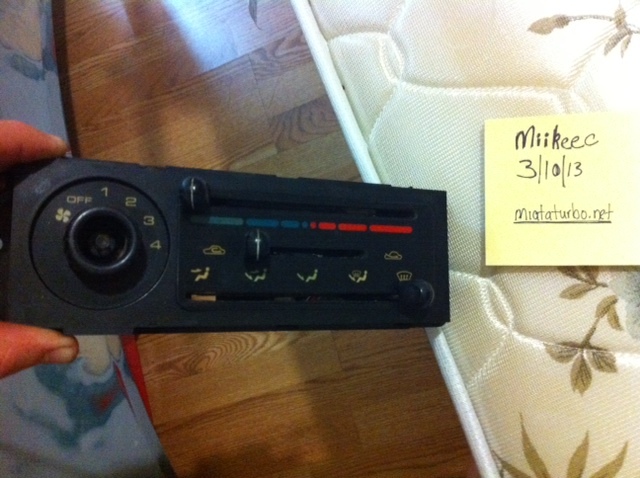 OFF 1 2
3
4
Miikeec
3/10/13
miataturbo.net